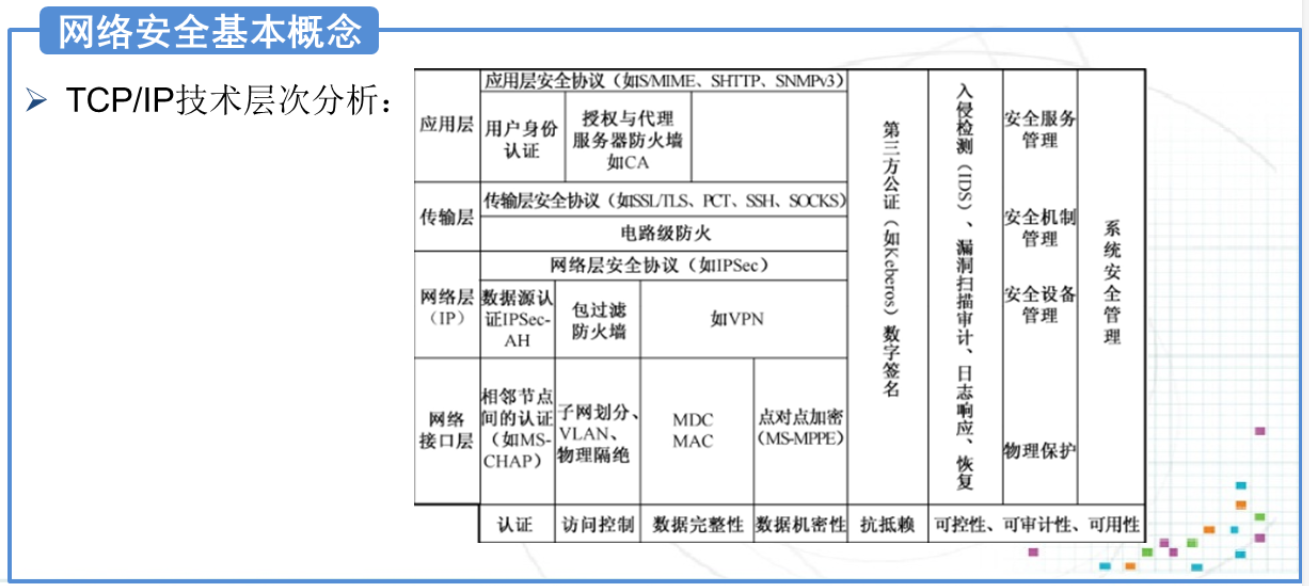 网络安全基本概念
➢ TCP/IP技术层次分析：
应用层安全协议（如IS/MIME、SHTTP、SNMPv3）
应用层
用户身份
认证
授权与代理
服务器防火墙
如CA
传输层
传输层安全协议（如ISSL/TLS、PCT、SSH、SOCKS）
电路级防火
网络层
（IP）
网络层安全协议（如IPSec）
数据源认
证IPSec-
AH
包过滤
防火墙
如VPN
网络
接口层
相邻节点
间的认证
（如MS-
CHAP）
子网划分、
VLAN、
物理隔绝
MDC
MAC
点对点加密
（MS-MPPE）
第三方公证（如Keberos）数字签名
入侵检测（IDS）、漏洞扫描审计、日志响应、恢复
安全服务
管理
安全机制
管理
安全设备
管理
物理保护
系统安全管理
认证
访问控制
数据完整性
数据机密性
抗抵赖
可控性、可审计性、可用性